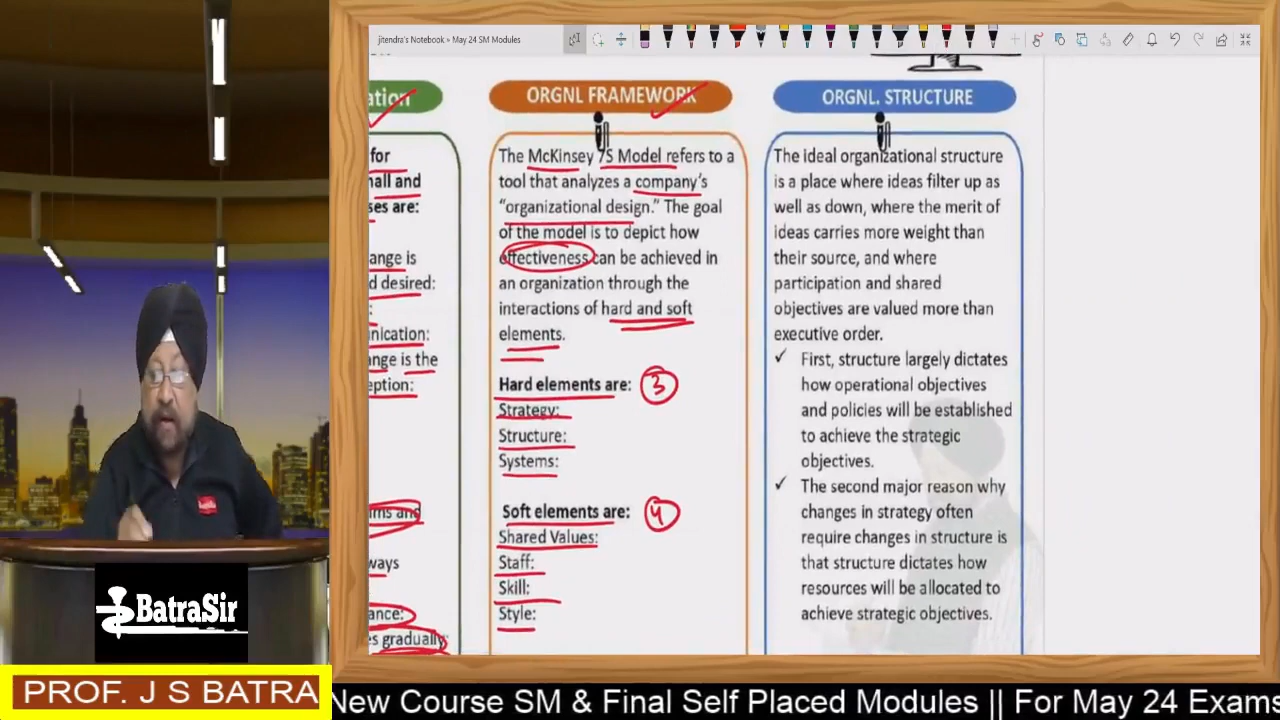 jitendra's Notebook » May 24 SM Modules
ation
for
nall and
ses are:
ange is
d desired:
:
nication:
nge is the
eption:
ms and
ways
ance:
es gradually:
ORGNL FRAMEWORK
The McKinsey 7S Model refers to a
tool that analyzes a company's
“organizational design.” The goal
of the model is to depict how
effectiveness can be achieved in
an organization through the
interactions of hard and soft
elements.
Hard elements are: 3
Strategy:
Structure:
Systems:
Soft elements are: 4
Shared Values:
Staff:
Skill:
Style:
ORGNL. STRUCTURE
The ideal organizational structure
is a place where ideas filter up as
well as down, where the merit of
ideas carries more weight than
their source, and where
participation and shared
objectives are valued more than
executive order.
✓ First, structure largely dictates
how operational objectives
and policies will be established
to achieve the strategic
objectives.
✓ The second major reason why
changes in strategy often
require changes in structure is
that structure dictates how
resources will be allocated to
achieve strategic objectives.
BatraSir
PROF. J S BATRA
New Course SM & Final Self Placed Modules || For May 24 Exams